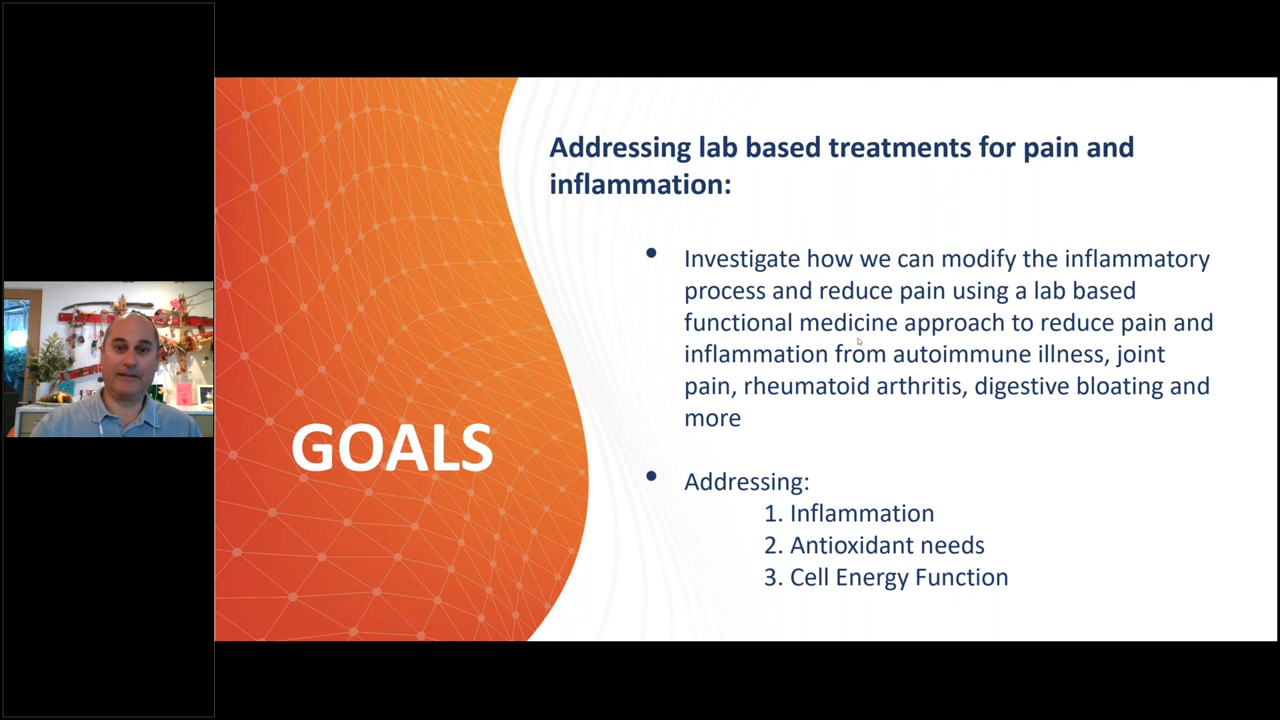 GOALS
Addressing lab based treatments for pain and
inflammation:
• Investigate how we can modify the inflammatory
process and reduce pain using a lab based
functional medicine approach to reduce pain and
inflammation from autoimmune illness, joint
pain, rheumatoid arthritis, digestive bloating and
more
• Addressing:
1. Inflammation
2. Antioxidant needs
3. Cell Energy Function